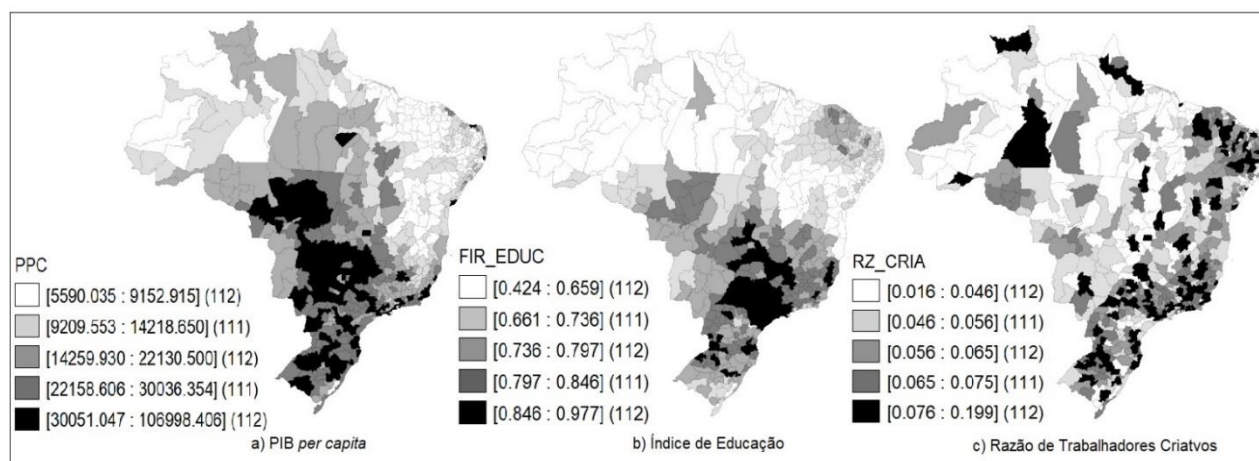 PPC
[5590.035 : 9152.915] (112)
[9209.553 : 14218.650] (111)
[14259.930 : 22130.500] (112)
[22158.606 : 30036.354] (111)
[30051.047 : 106998.406] (112)
a) PIB per capita
FIR_EDUC
[0.424 : 0.659] (112)
[0.661 : 0.736] (111)
[0.736 : 0.797] (112)
[0.797 : 0.846] (111)
[0.846 : 0.977] (112)
b) Índice de Educação
RZ_CRIA
[0.016 : 0.046] (112)
[0.046 : 0.056] (111)
[0.056 : 0.065] (112)
[0.065 : 0.075] (111)
[0.076 : 0.199] (112)
c) Razão de Trabalhadores Criatvos